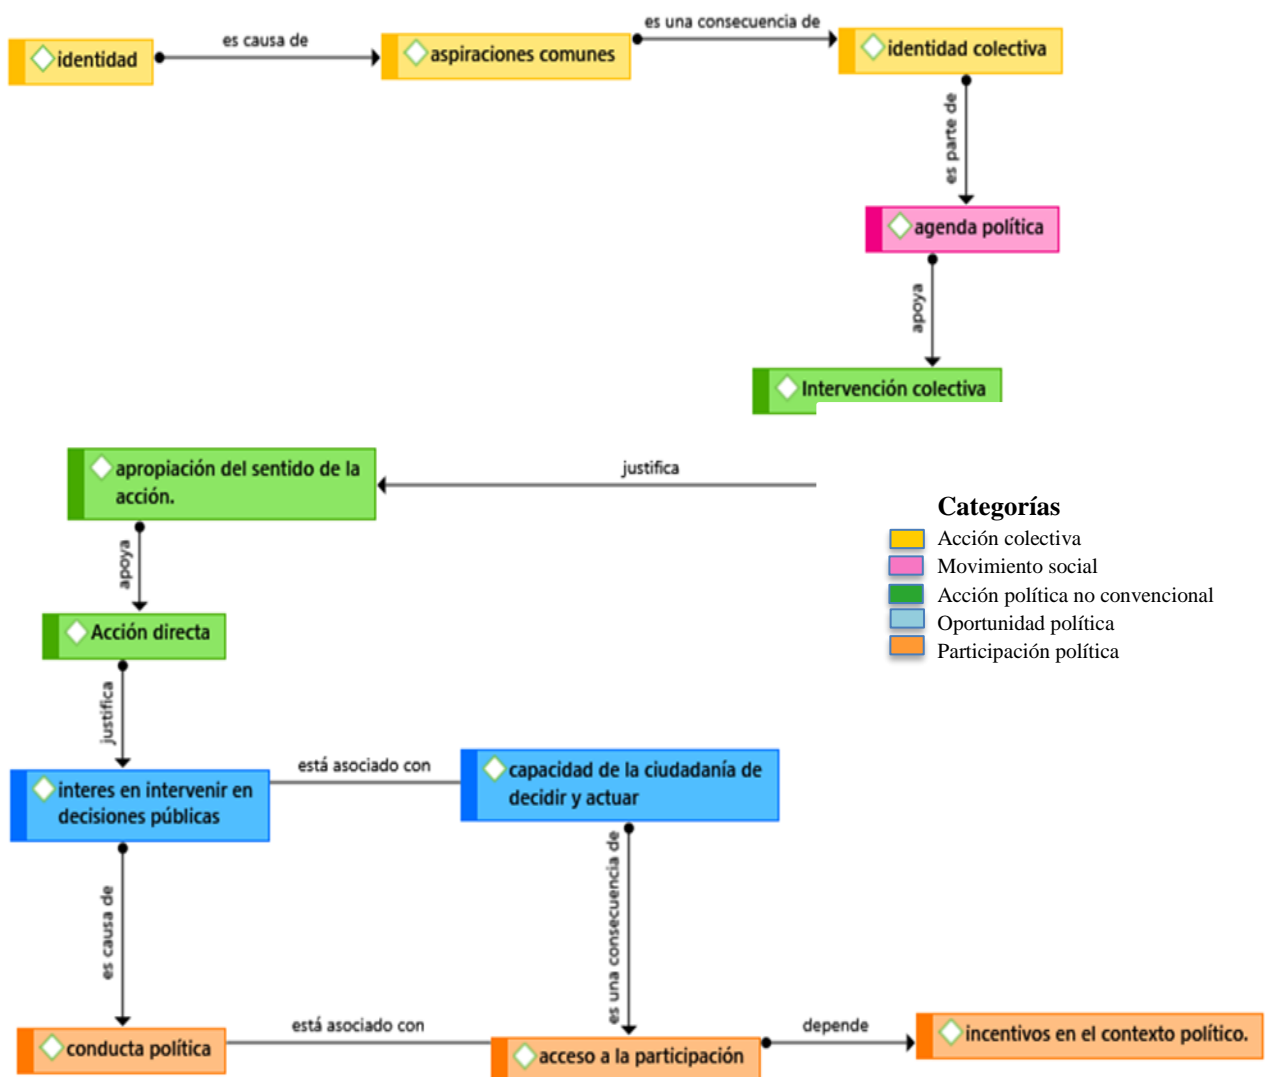 identidad
es causa de
aspiraciones comunes
es una consecuencia de
identidad colectiva
es parte de
agenda política
apoya
Intervención colectiva
justifica
apropiación del sentido de la
acción.
apoya
Acción directa
justifica
interes en intervenir en
decisiones públicas
está asociado con
capacidad de la ciudadanía de
decidir y actuar
es causa de
es una consecuencia de
conducta política
está asociado con
acceso a la participación
depende
incentivos en el contexto político.
Categorías
Acción colectiva
Movimiento social
Acción política no convencional
Oportunidad política
Participación política